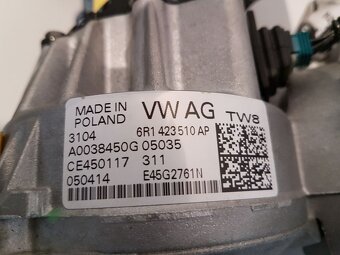 MADE IN
POLAND
VW AG
TW8
3104
6R1 423 510 AP
A0038450G 05035
CE450117 311
050414 E45G2761N